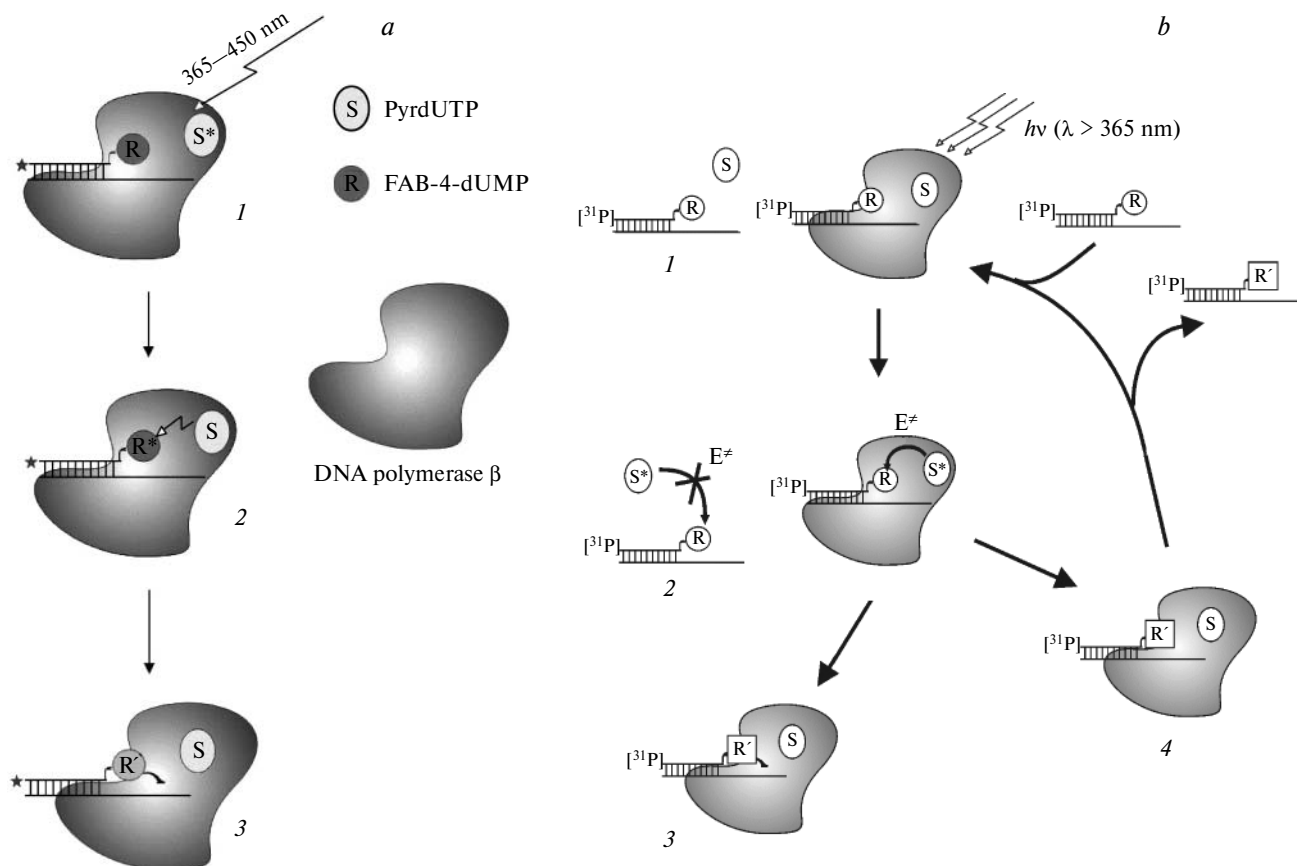 a
365–450 nm
S*
R
S PyrdUTP
R FAB-4-dUMP
1
R*
S
2
DNA polymerase β
R´
S
3
b
hν (λ > 365 nm)
S
[³¹P]
R
1
[³¹P]
R
S
[³¹P]
R
[³¹P]
R´
S*
E≠
[³¹P]
R
2
E≠
[³¹P]
R
S*
[³¹P]
R´
S
3
[³¹P]
R´
S
4